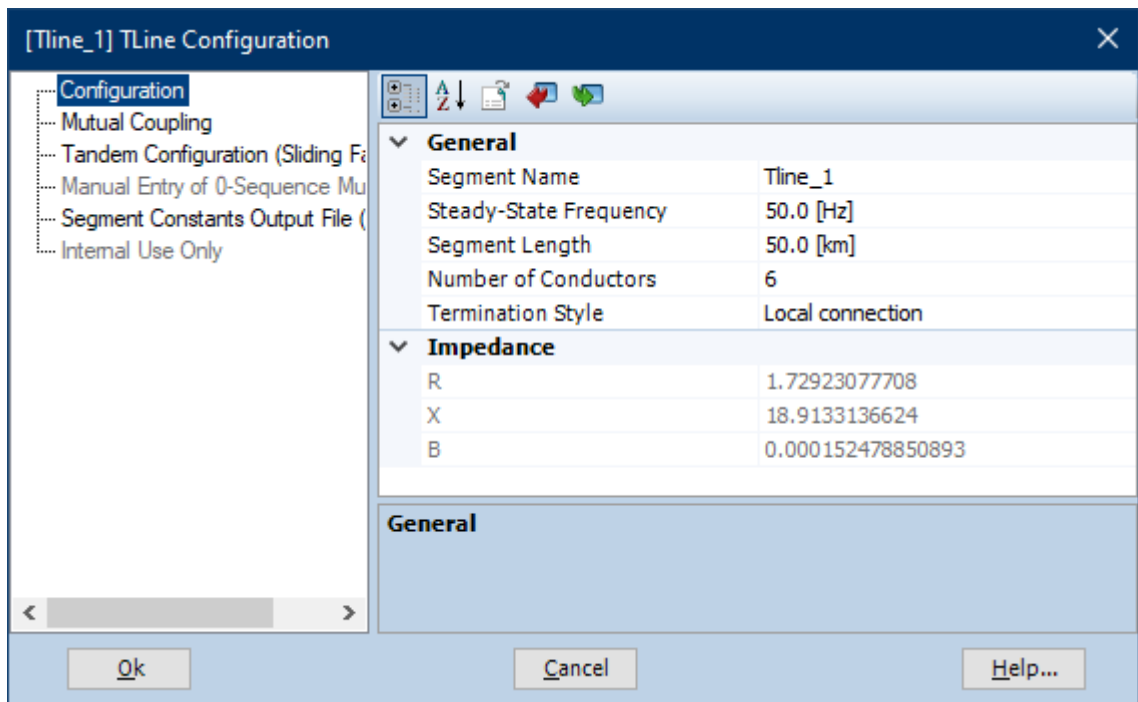 [Tline_1] TLine Configuration
Configuration
Mutual Coupling
Tandem Configuration (Sliding Fa
Manual Entry of 0-Sequence Mu
Segment Constants Output File (
Internal Use Only
General
Segment Name Tline_1
Steady-State Frequency 50.0 [Hz]
Segment Length 50.0 [km]
Number of Conductors 6
Termination Style Local connection
Impedance
R 1.72923077708
X 18.9133136624
B 0.000152478850893
General
Ok Cancel Help...